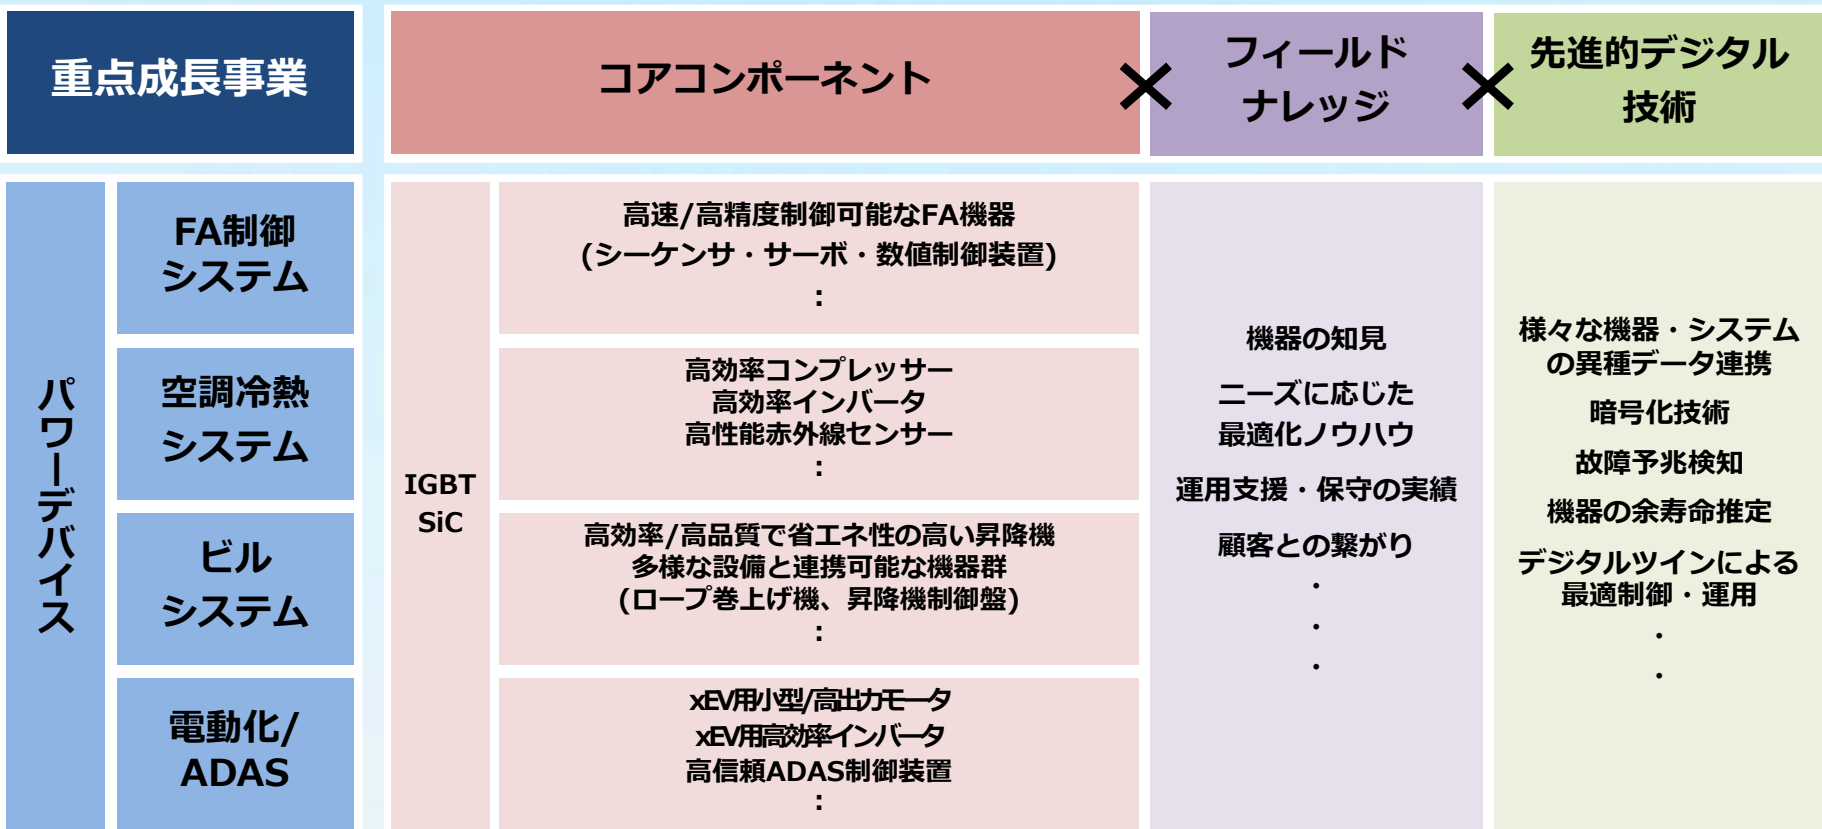 重点成長事業
コアコンポーネント
×
フィールド
ナレッジ
×
先進的デジタル
技術
パワーデバイス
FA制御
システム
空調冷熱
システム
ビル
システム
電動化/
ADAS
IGBT
SiC
高速/高精度制御可能なFA機器
(シーケンサ・サーボ・数値制御装置)
:
高効率コンプレッサー
高効率インバータ
高性能赤外線センサー
:
高効率/高品質で省エネ性の高い昇降機
多様な設備と連携可能な機器群
(ロープ巻上げ機、昇降機制御盤)
:
xEV用小型/高出力モータ
xEV用高効率インバータ
高信頼ADAS制御装置
:
機器の知見
ニーズに応じた
最適化ノウハウ
運用支援・保守の実績
顧客との繋がり
・
・
・
様々な機器・システム
の異種データ連携
暗号化技術
故障予兆検知
機器の余寿命推定
デジタルツインによる
最適制御・運用
・
・